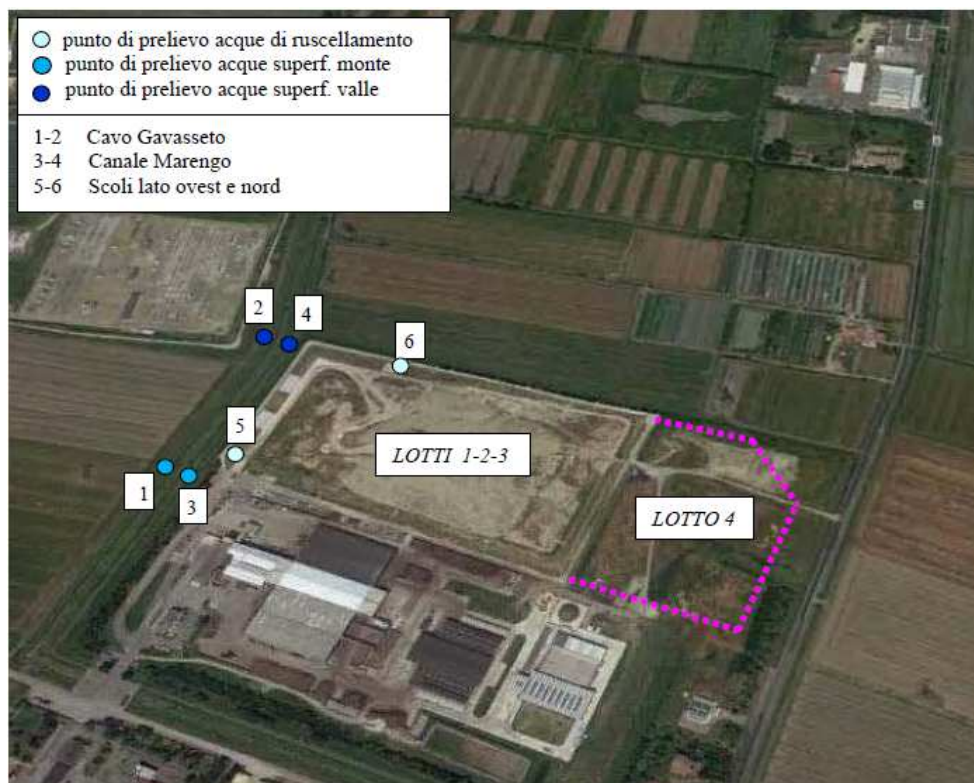 punto di prelievo acque di ruscellamento
punto di prelievo acque superf. monte
punto di prelievo acque superf. valle
1-2 Cavo Gavasseto
3-4 Canale Marengo
5-6 Scoli lato ovest e nord
2
4
6
5
LOTTI 1-2-3
1
3
LOTTO 4